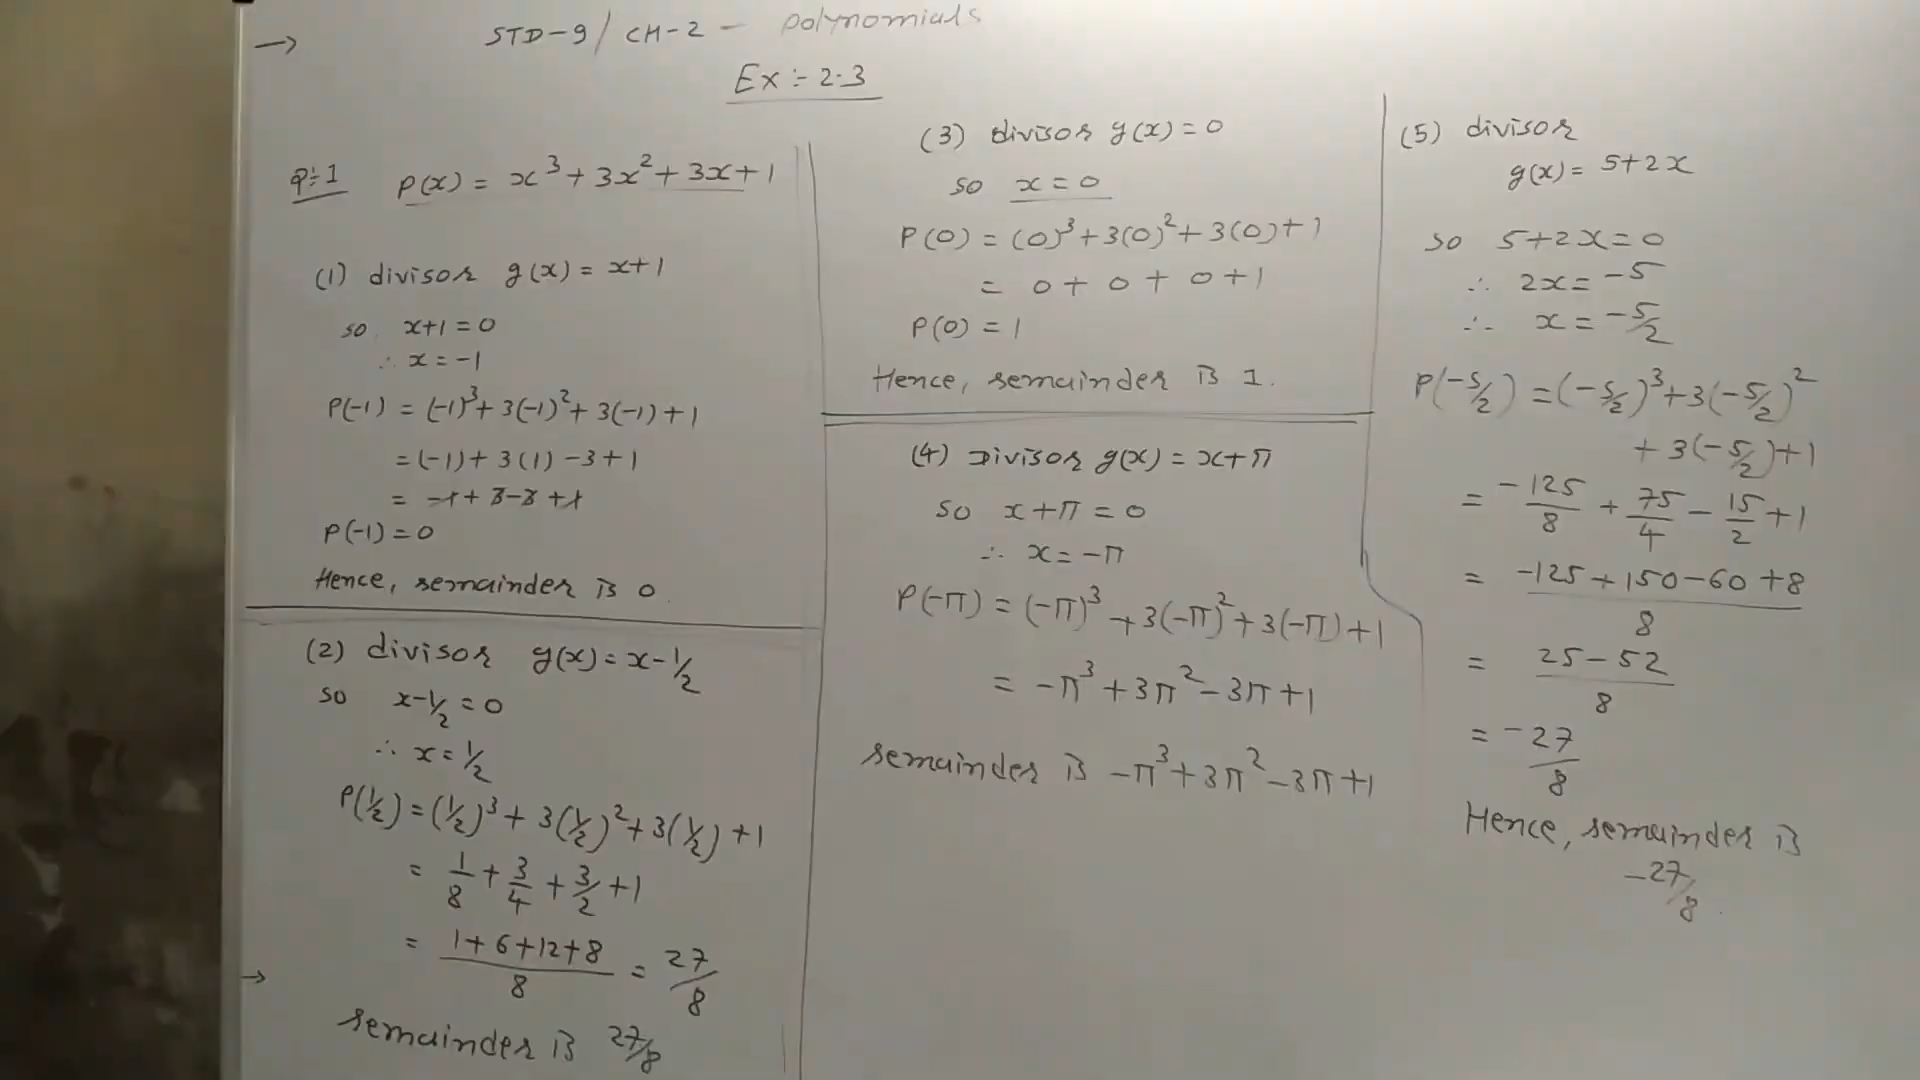 → STD-9/ CH-2 - polynomials
Ex :- 2.3
Q:-1 P(x) = x³ + 3x² + 3x + 1
(1) divisor g(x) = x+1
so x+1 = 0
∴ x = -1
P(-1) = (-1)³ + 3(-1)² + 3(-1) + 1
= (-1) + 3(1) - 3 + 1
= -1 + 3 - 3 + 1
P(-1) = 0
Hence, remainder is 0.
(2) divisor g(x) = x - 1/2
so x - 1/2 = 0
∴ x = 1/2
P(1/2) = (1/2)³ + 3(1/2)² + 3(1/2) + 1
= 1/8 + 3/4 + 3/2 + 1
→ = (1+6+12+8)/8 = 27/8
remainder is 27/8
(3) divisor g(x) = 0
so x = 0
P(0) = (0)³ + 3(0)² + 3(0) + 1
= 0 + 0 + 0 + 1
P(0) = 1
Hence, remainder is 1.
(4) Divisor g(x) = x + π
so x + π = 0
∴ x = -π
P(-π) = (-π)³ + 3(-π)² + 3(-π) + 1
= -π³ + 3π² - 3π + 1
remainder is -π³ + 3π² - 3π + 1
(5) divisor
g(x) = 5+2x
so 5+2x = 0
∴ 2x = -5
∴ x = -5/2
P(-5/2) = (-5/2)³ + 3(-5/2)²
+ 3(-5/2) + 1
= -125/8 + 75/4 - 15/2 + 1
= (-125 + 150 - 60 + 8)/8
= (25 - 52)/8
= -27/8
Hence, remainder is
-27/8.